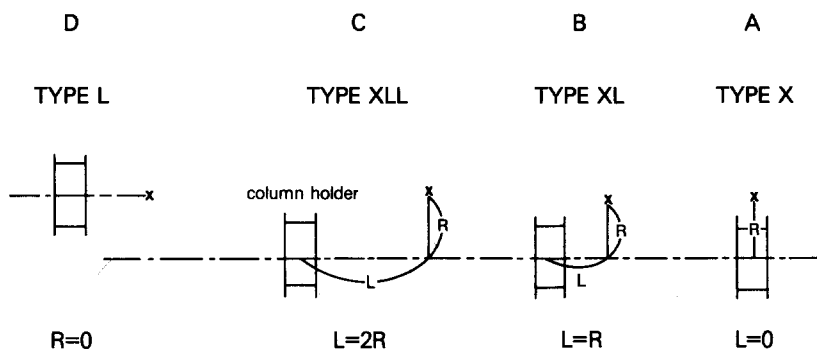 D C B A
TYPE L TYPE XLL TYPE XL TYPE X
x
column holder x R L
x R L
x R
R=0 L=2R L=R L=0